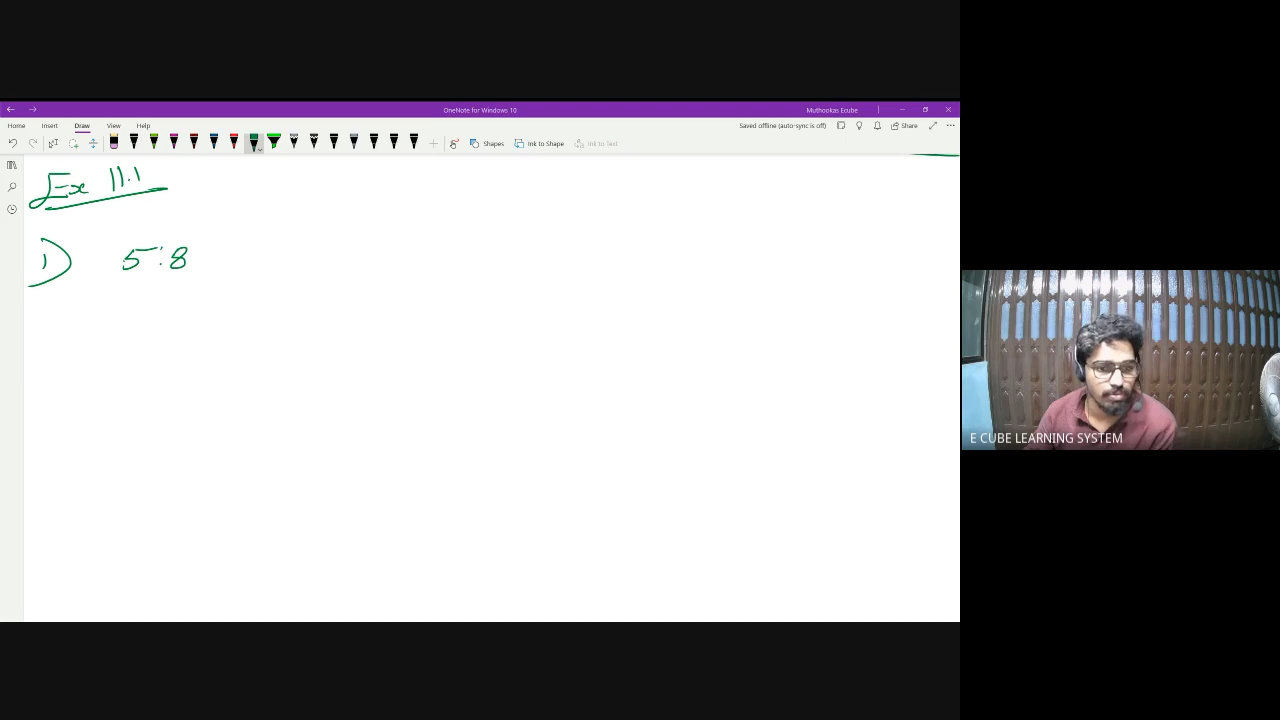 OneNote for Windows 10
Muthookas Ecube
Home Insert Draw View Help
Saved offline (auto-sync is off)
Share
Shapes
Ink to Shape
Ink to Text
Ex 11.1
1) 5:8
E CUBE LEARNING SYSTEM